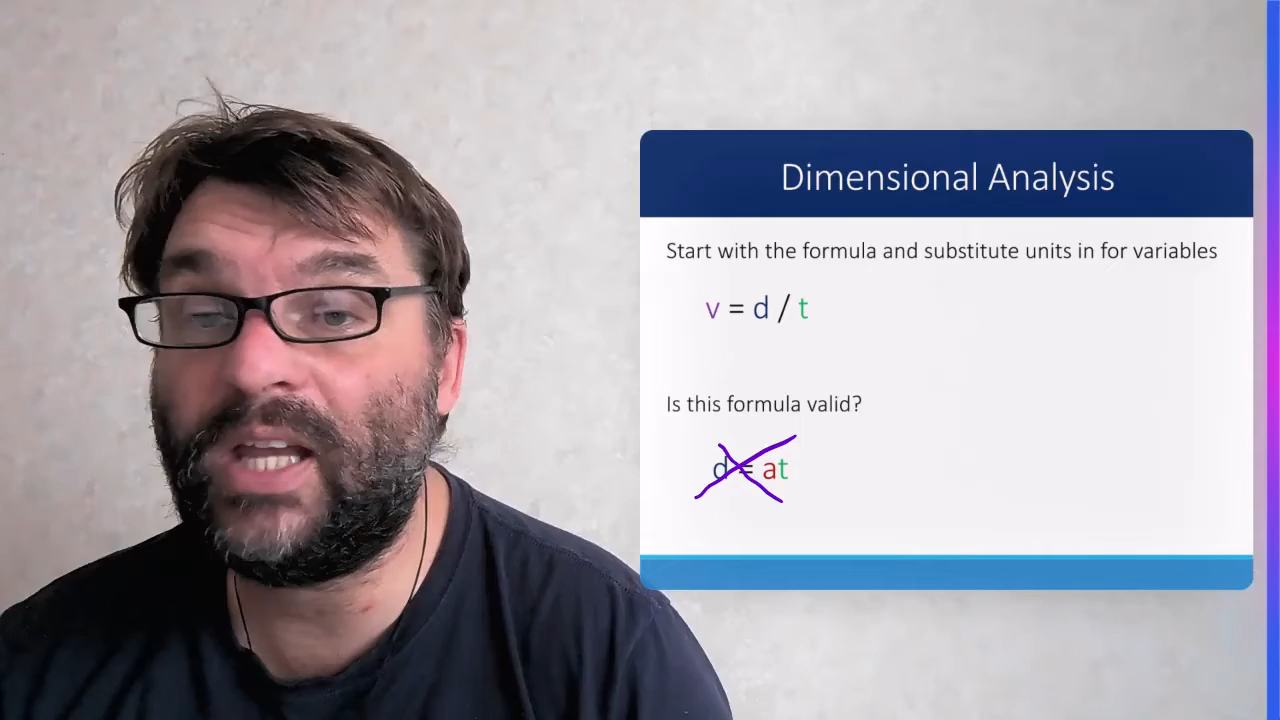 Dimensional Analysis
Start with the formula and substitute units in for variables
v = d / t
Is this formula valid?
d = at